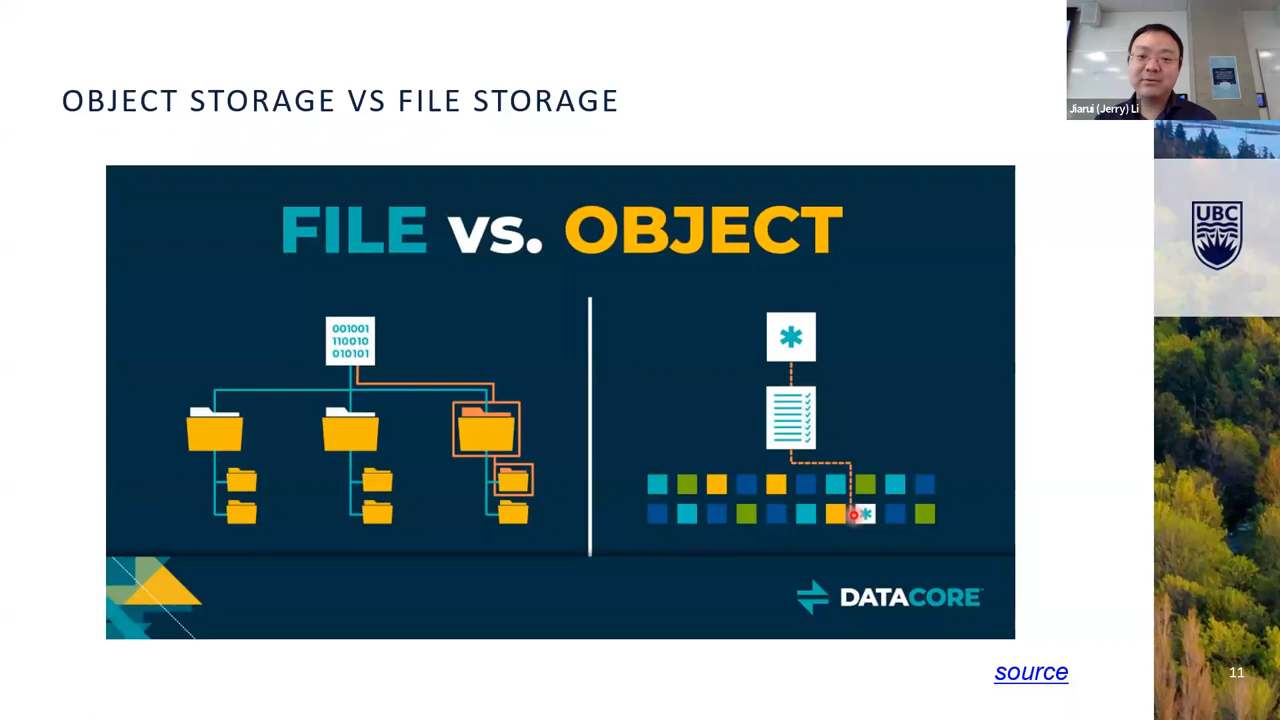 OBJECT STORAGE VS FILE STORAGE
Jiarui (Jerry) Li
UBC
FILE vs. OBJECT
001001
110010
010101
DATACORE
source
11